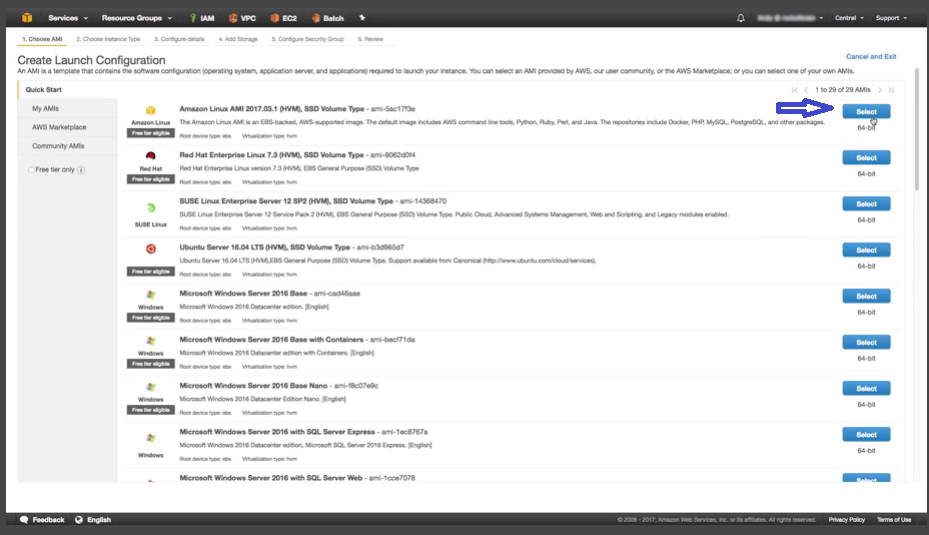 Services Resource Groups IAM VPC EC2 Batch Central Support
1. Choose AMI 2. Choose Instance Type 3. Configure details 4. Add Storage 5. Configure Security Group 6. Review
Create Launch Configuration Cancel and Exit
An AMI is a template that contains the software configuration (operating system, application server, and applications) required to launch your instance. You can select an AMI provided by AWS, our user community, or the AWS Marketplace; or you can select one of your own AMIs.
Quick Start 1 to 29 of 29 AMIs
My AMIs
AWS Marketplace
Community AMIs
Free tier only
Amazon Linux AMI 2017.03.1 (HVM), SSD Volume Type - ami-5ac17f3e Select
Amazon Linux The Amazon Linux AMI is an EBS-backed, AWS-supported image. The default image includes AWS command line tools, Python, Ruby, Perl, and Java. The repositories include Docker, PHP, MySQL, PostgreSQL, and other packages. 64-bit
Free tier eligible Root device type: ebs Virtualization type: hvm
Red Hat Enterprise Linux 7.3 (HVM), SSD Volume Type - ami-9062d0f4 Select
Red Hat Red Hat Enterprise Linux version 7.3 (HVM), EBS General Purpose (SSD) Volume Type 64-bit
Free tier eligible Root device type: ebs Virtualization type: hvm
SUSE Linux Enterprise Server 12 SP2 (HVM), SSD Volume Type - ami-14368470 Select
SUSE Linux Enterprise Server 12 Service Pack 2 (HVM), EBS General Purpose (SSD) Volume Type. Public Cloud, Advanced Systems Management, Web and Scripting, and Legacy modules enabled. 64-bit
SUSE Linux Root device type: ebs Virtualization type: hvm
Ubuntu Server 16.04 LTS (HVM), SSD Volume Type - ami-b3d965d7 Select
Ubuntu Server 16.04 LTS (HVM),EBS General Purpose (SSD) Volume Type. Support available from Canonical (http://www.ubuntu.com/cloud/services). 64-bit
Free tier eligible Root device type: ebs Virtualization type: hvm
Microsoft Windows Server 2016 Base - ami-cad46aae Select
Windows Microsoft Windows 2016 Datacenter edition. [English] 64-bit
Free tier eligible Root device type: ebs Virtualization type: hvm
Microsoft Windows Server 2016 Base with Containers - ami-becf71da Select
Windows Microsoft Windows 2016 Datacenter edition with Containers. [English] 64-bit
Free tier eligible Root device type: ebs Virtualization type: hvm
Microsoft Windows Server 2016 Base Nano - ami-f8c07e9c Select
Windows Microsoft Windows 2016 Datacenter Edition Nano. [English] 64-bit
Free tier eligible Root device type: ebs Virtualization type: hvm
Microsoft Windows Server 2016 with SQL Server Express - ami-1ec8767a Select
Microsoft Windows 2016 Datacenter edition, Microsoft SQL Server 2016 Express. [English] 64-bit
Windows Root device type: ebs Virtualization type: hvm
Microsoft Windows Server 2016 with SQL Server Web - ami-1cce7078 Select
Feedback English © 2008 - 2017, Amazon Web Services, Inc. or its affiliates. All rights reserved. Privacy Policy Terms of Use